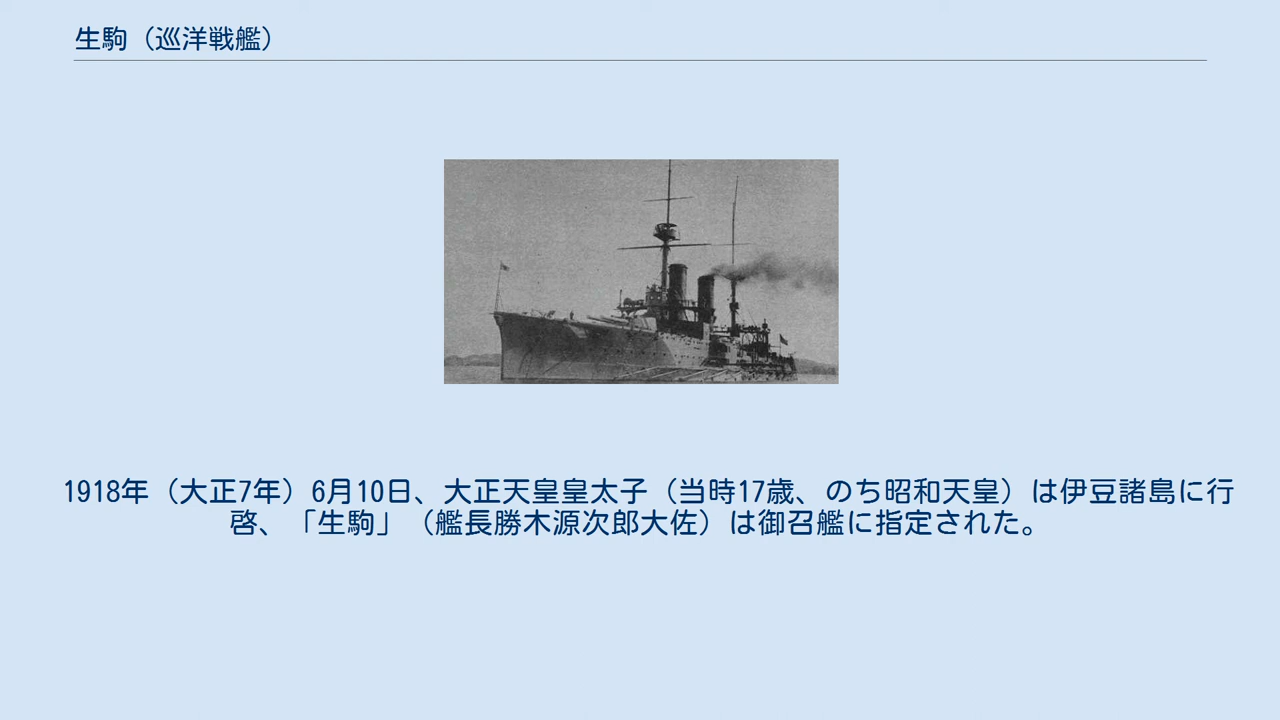 生駒（巡洋戦艦）
1918年（大正7年）6月10日、大正天皇皇太子（当時17歳、のち昭和天皇）は伊豆諸島に行
啓、「生駒」（艦長勝木源次郎大佐）は御召艦に指定された。